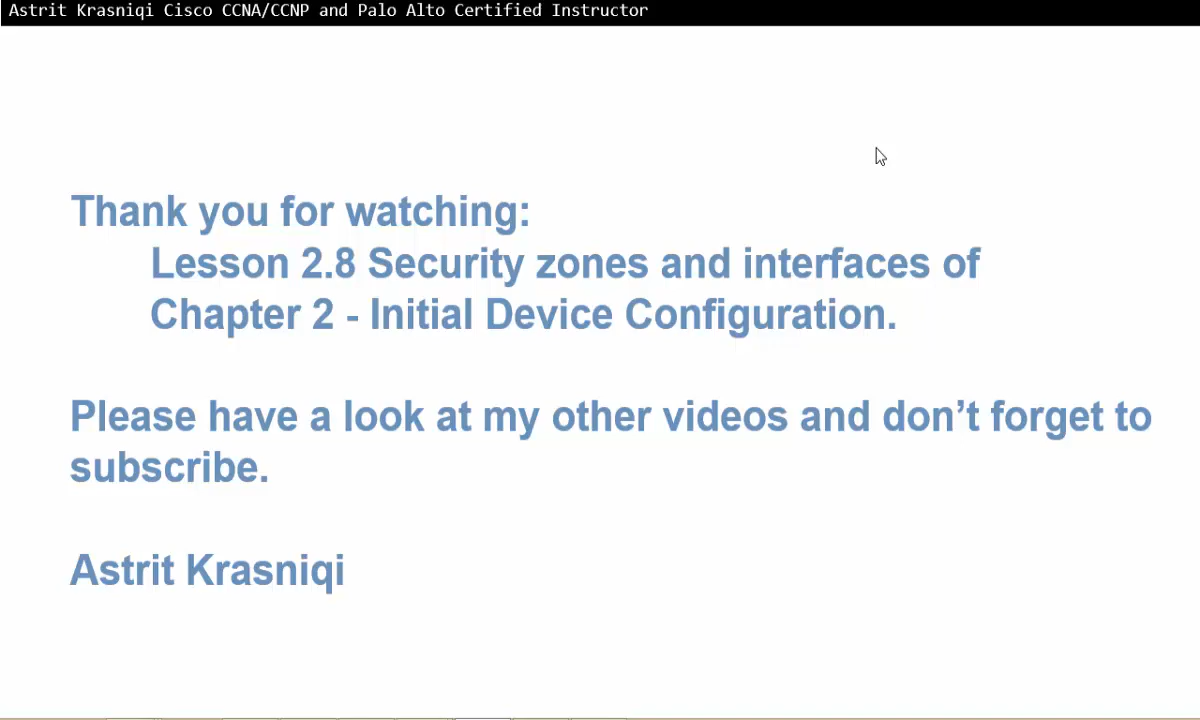 Astrit Krasniqi Cisco CCNA/CCNP and Palo Alto Certified Instructor
Thank you for watching:
Lesson 2.8 Security zones and interfaces of
Chapter 2 - Initial Device Configuration.
Please have a look at my other videos and don’t forget to
subscribe.
Astrit Krasniqi